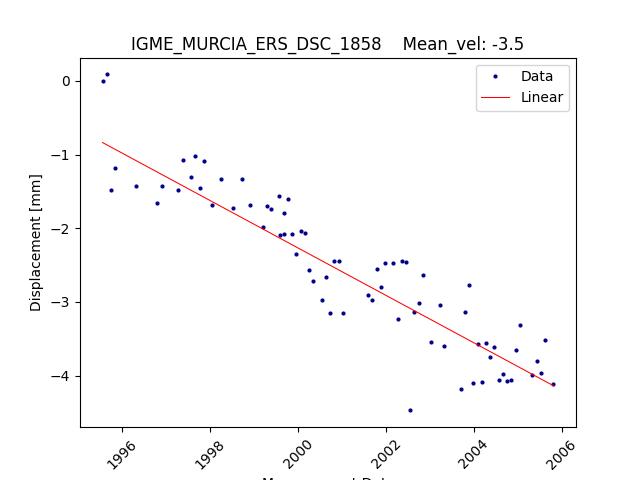 IGME_MURCIA_ERS_DSC_1858    Mean_vel: -3.5
Data
Linear
Displacement [mm]
0
−1
−2
−3
−4
1996
1998
2000
2002
2004
2006